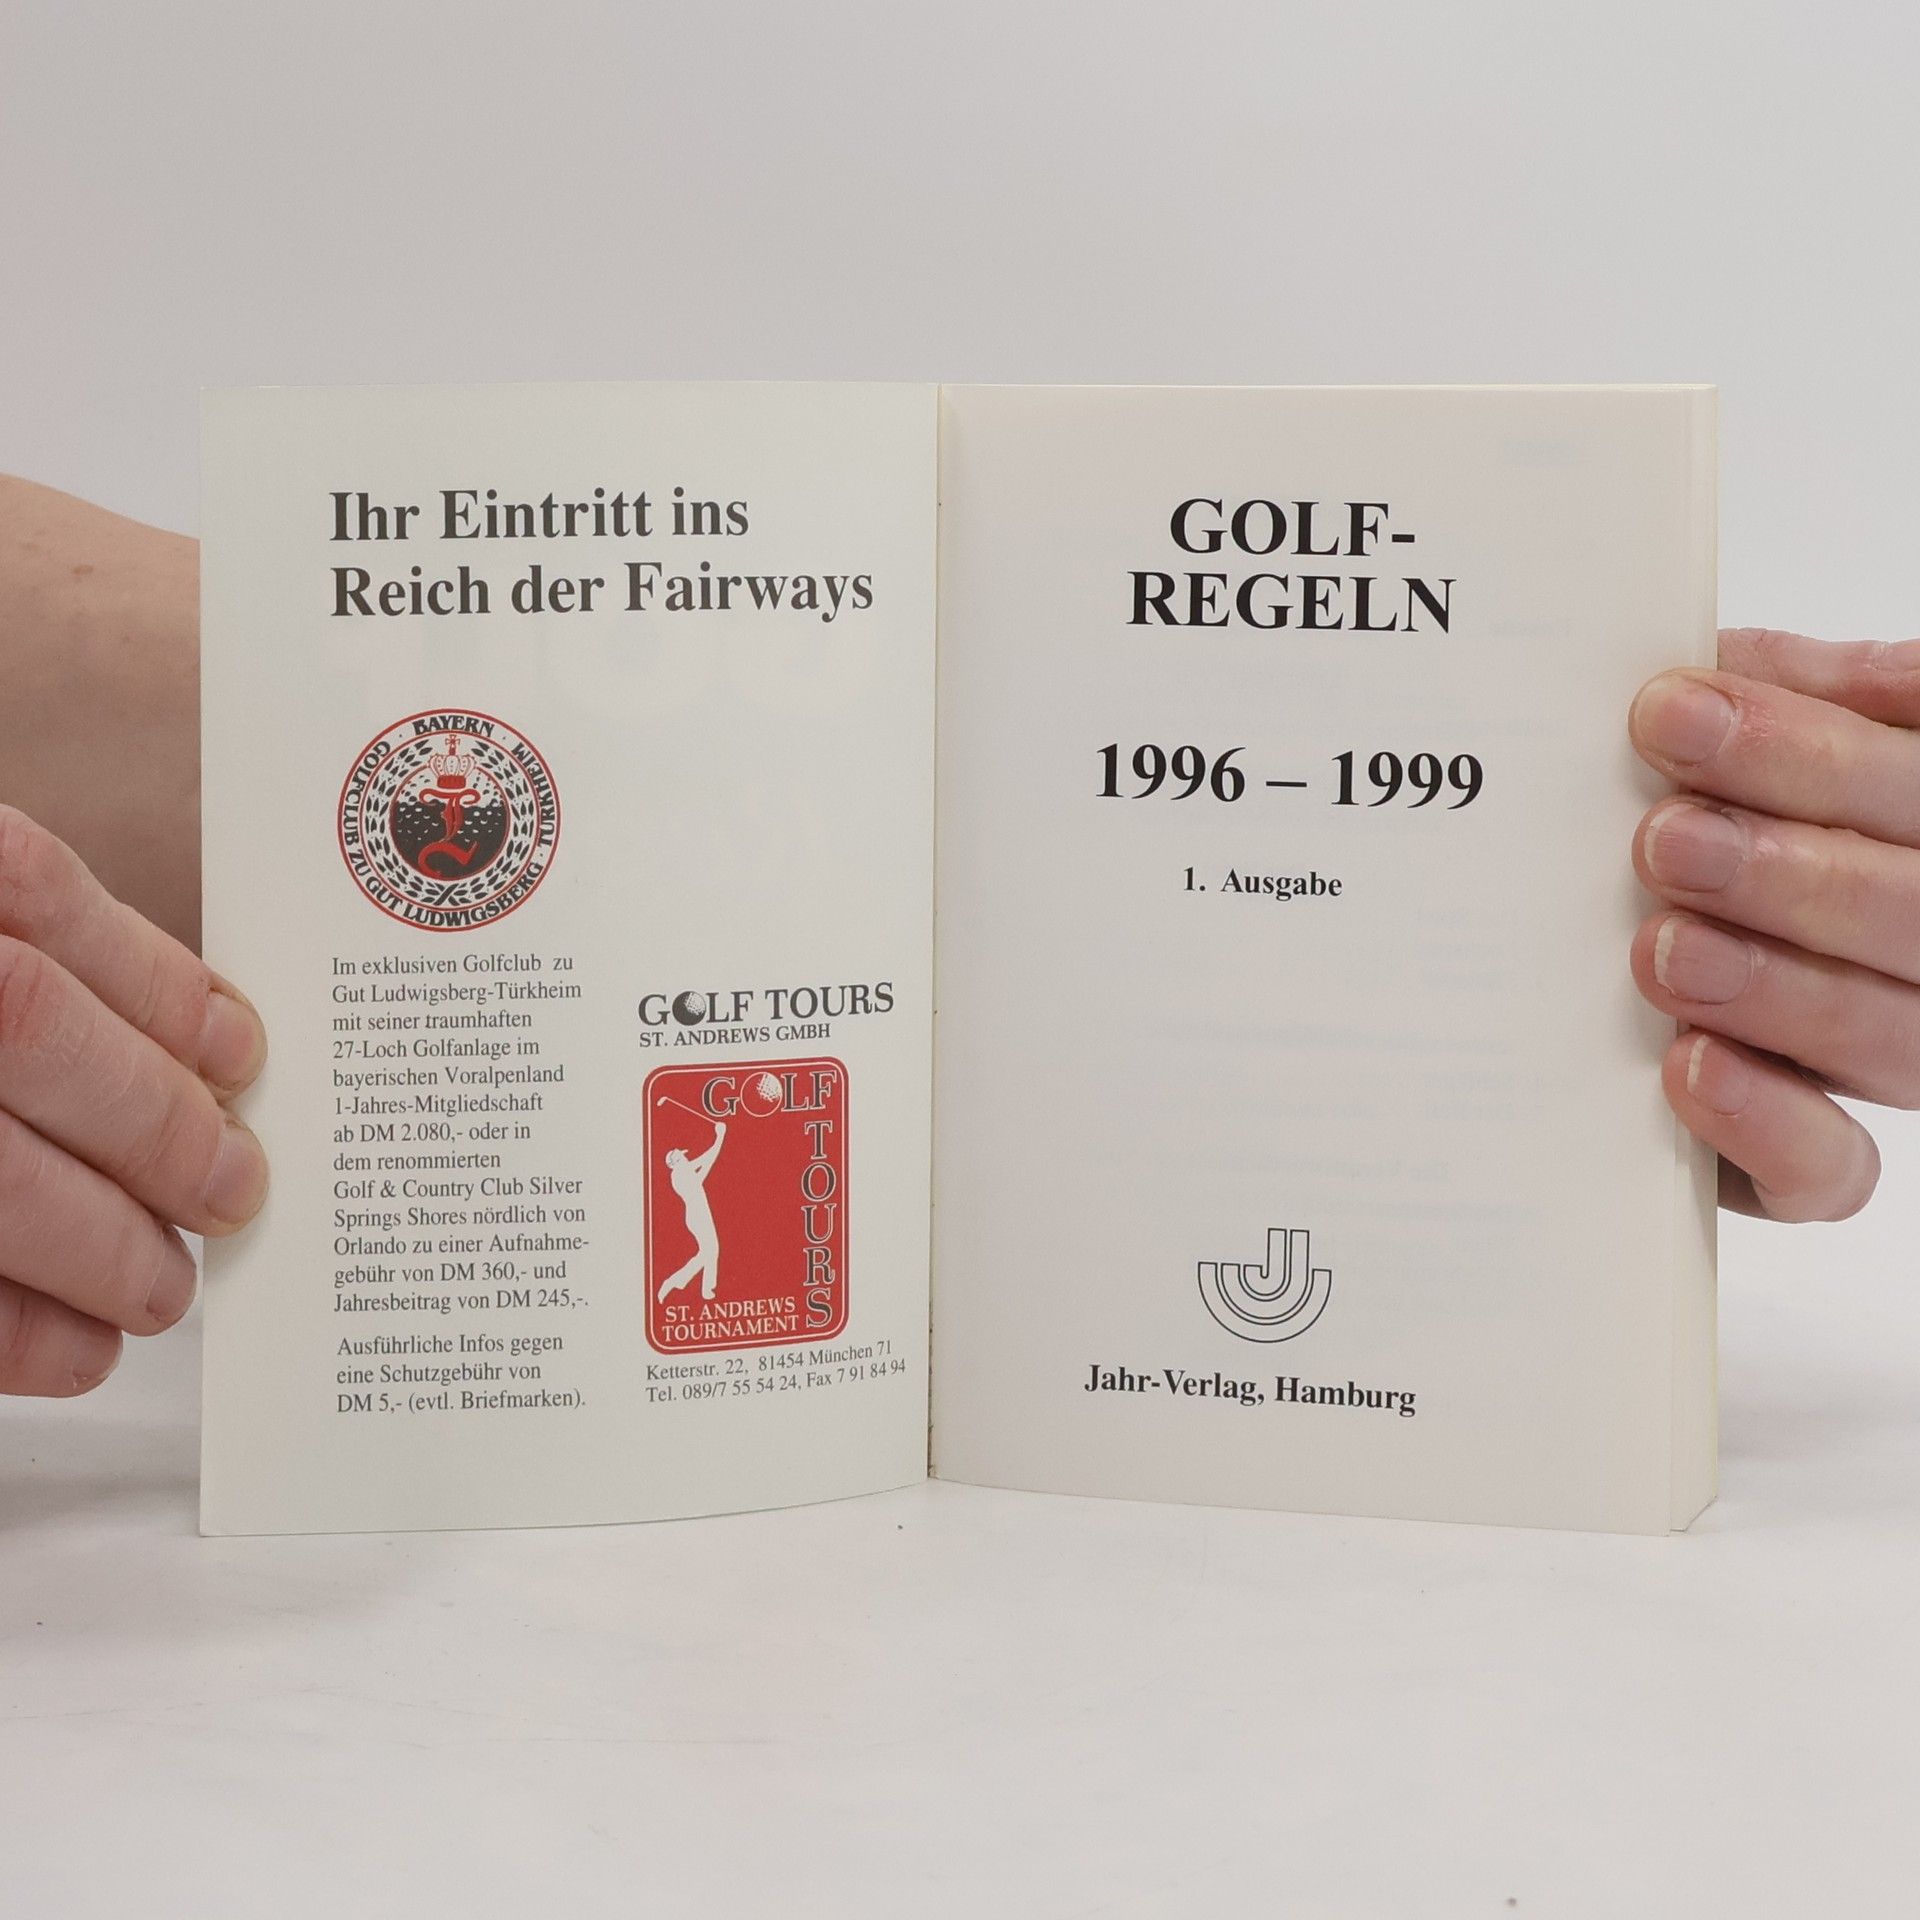 Ihr Eintritt ins
Reich der Fairways
BAYERN · TÜRKHEIM · GOLFCLUB ZU GUT LUDWIGSBERG ·
L
Im exklusiven Golfclub zu
Gut Ludwigsberg-Türkheim
mit seiner traumhaften
27-Loch Golfanlage im
bayerischen Voralpenland
1-Jahres-Mitgliedschaft
ab DM 2.080,- oder in
dem renommierten
Golf & Country Club Silver
Springs Shores nördlich von
Orlando zu einer Aufnahme-
gebühr von DM 360,- und
Jahresbeitrag von DM 245,-.
Ausführliche Infos gegen
eine Schutzgebühr von
DM 5,- (evtl. Briefmarken).
GOLF TOURS
ST. ANDREWS GMBH
GOLF
TOURS
ST. ANDREWS
TOURNAMENT
Ketterstr. 22, 81454 München 71
Tel. 089/7 55 54 24, Fax 7 91 84 94
GOLF-
REGELN
1996 – 1999
1. Ausgabe
Jahr-Verlag, Hamburg